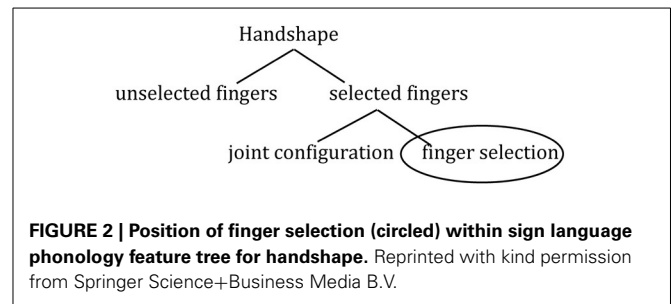 Handshape
unselected fingers selected fingers
joint configuration finger selection
FIGURE 2 | Position of finger selection (circled) within sign language
phonology feature tree for handshape. Reprinted with kind permission
from Springer Science+Business Media B.V.